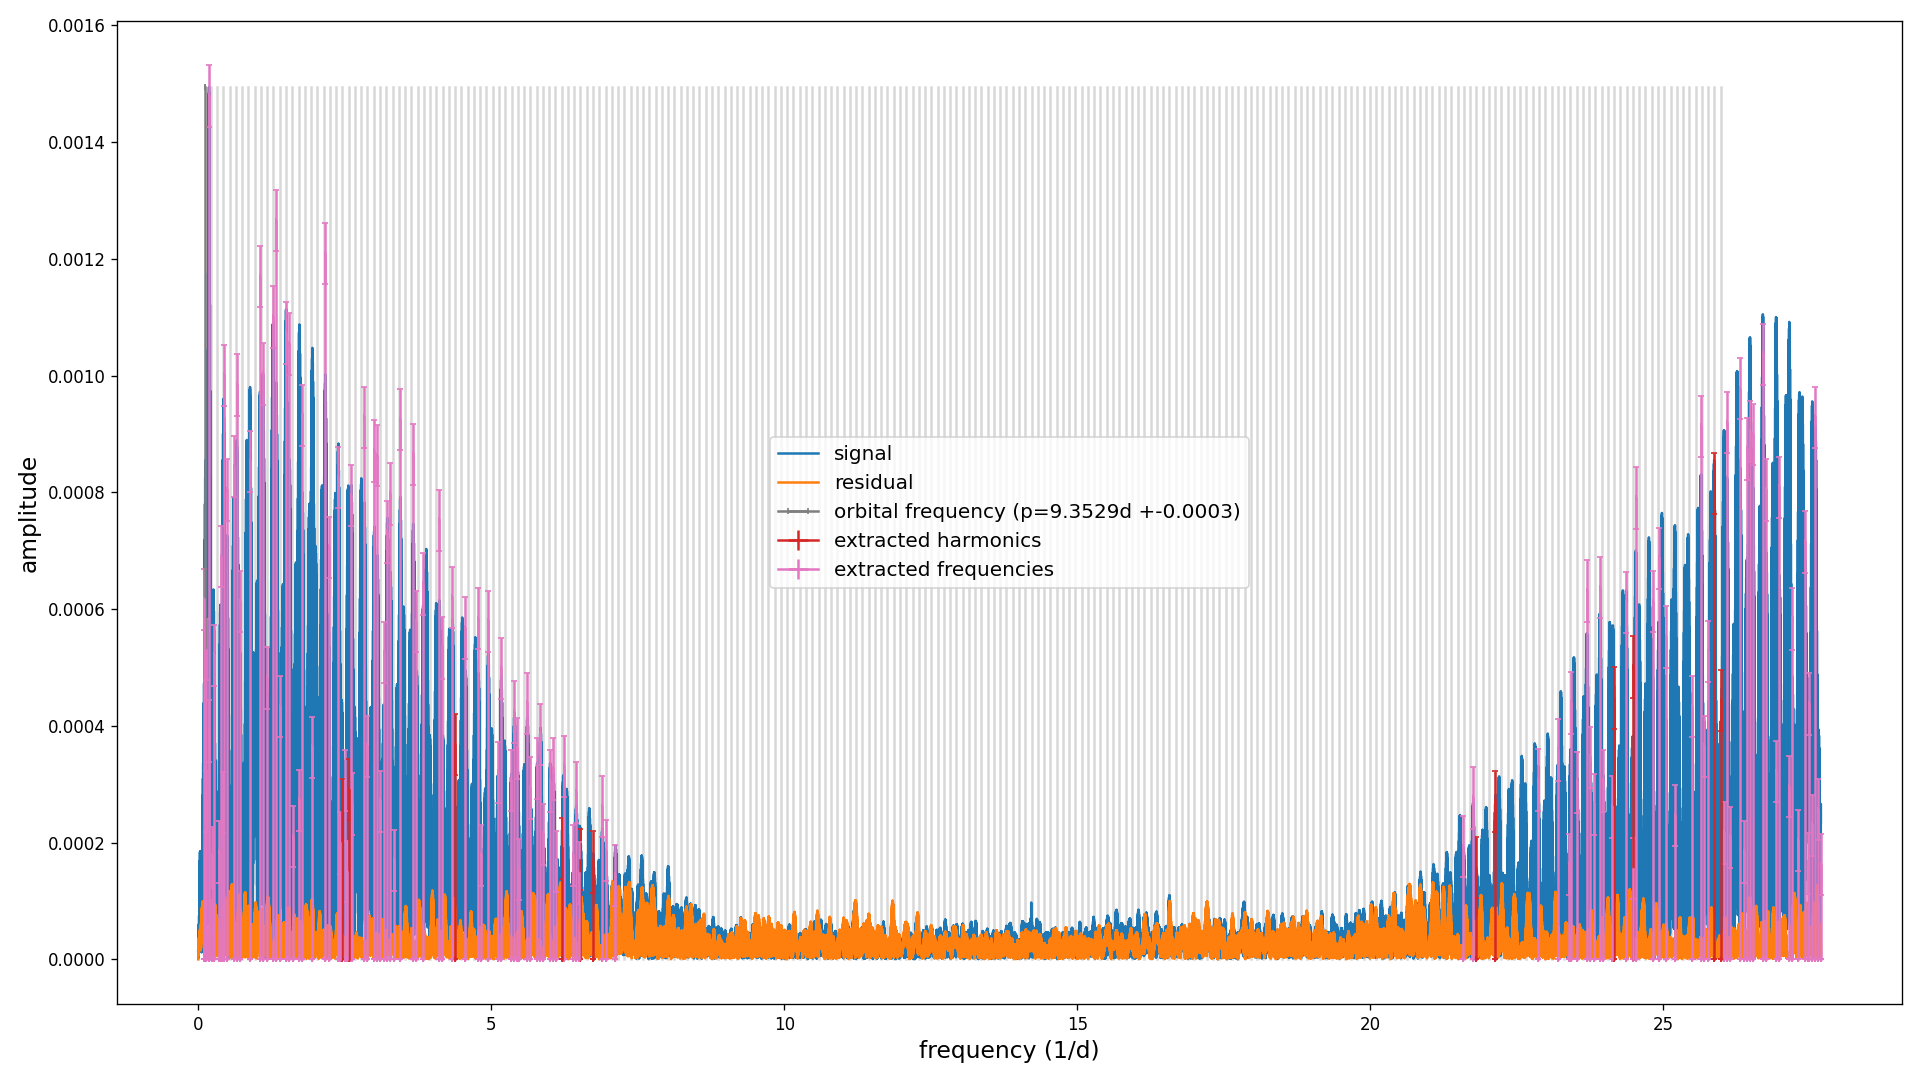 0.0016
0.0014
0.0012
0.0010
0.0008
0.0006
0.0004
0.0002
0.0000
amplitude
signal
residual
orbital frequency (p=9.3529d +-0.0003)
extracted harmonics
extracted frequencies
0 5 10 15 20 25
frequency (1/d)